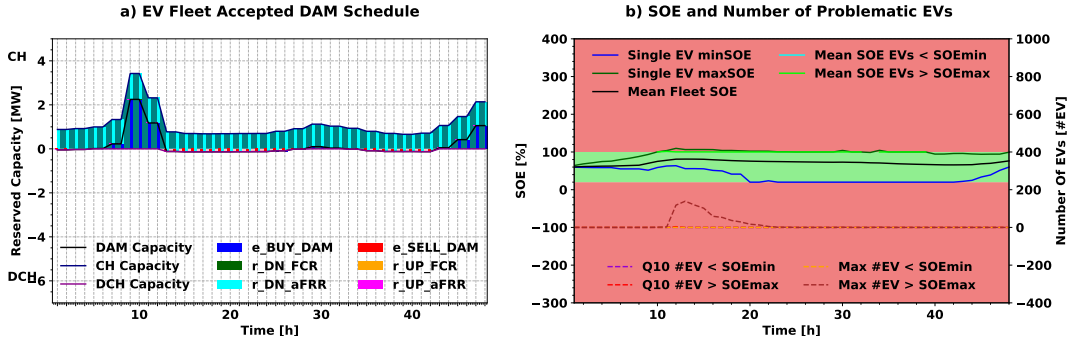 a) EV Fleet Accepted DAM Schedule
CH
DCH
Reserved Capacity [MW]
4
2
0
−2
−4
−6
DAM Capacity
CH Capacity
DCH Capacity
e_BUY_DAM
r_DN_FCR
r_DN_aFRR
e_SELL_DAM
r_UP_FCR
r_UP_aFRR
10 20 30 40
Time [h]
b) SOE and Number of Problematic EVs
SOE [%]
400
300
200
100
0
−100
−200
−300
Single EV minSOE
Single EV maxSOE
Mean Fleet SOE
Mean SOE EVs < SOEmin
Mean SOE EVs > SOEmax
Q10 #EV < SOEmin
Q10 #EV > SOEmax
Max #EV < SOEmin
Max #EV > SOEmax
1000
800
600
400
200
0
−200
−400
Number Of EVs [#EV]
10 20 30 40
Time [h]